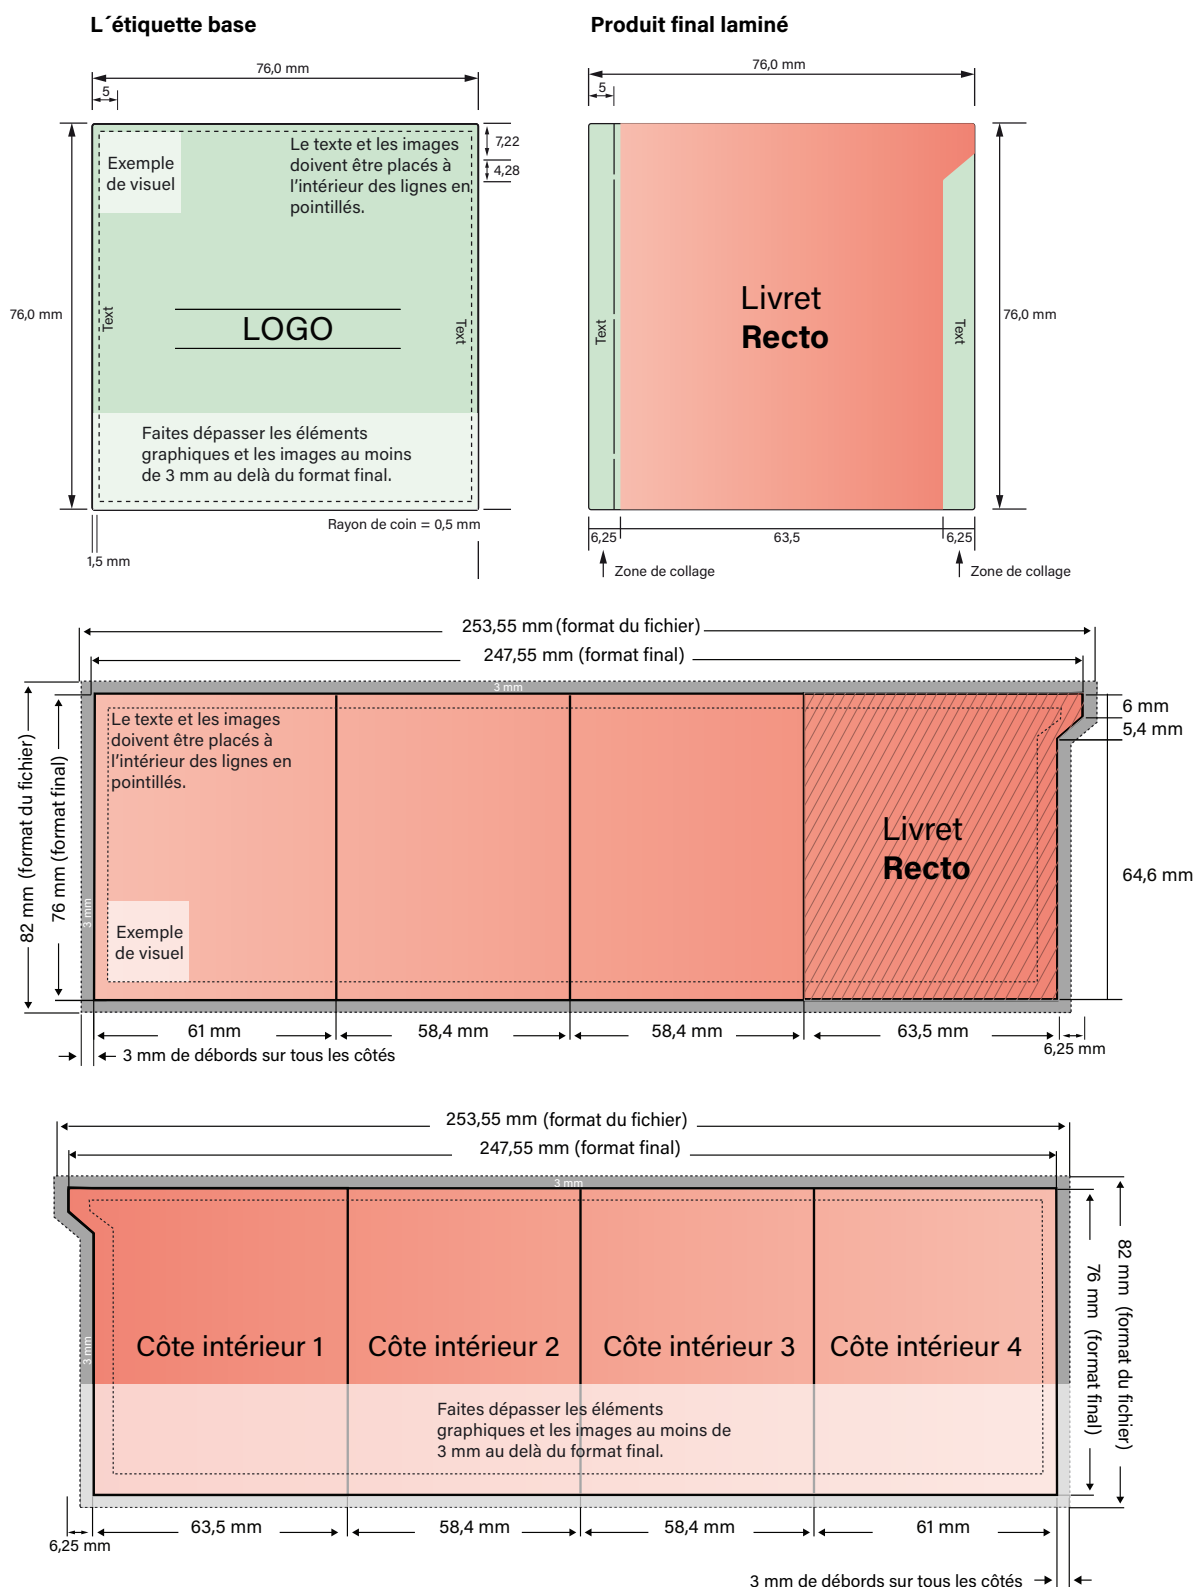 L´étiquette base
Produit final laminé
76,0 mm
5
76,0 mm
5
Exemple
de visuel
Le texte et les images
doivent être placés à
l’intérieur des lignes en
pointillés.
7,22
4,28
76,0 mm
Text
LOGO
Text
Faites dépasser les éléments
graphiques et les images au moins
de 3 mm au delà du format final.
Rayon de coin = 0,5 mm
1,5 mm
Livret
Recto
Text
Text
76,0 mm
6,25
63,5
6,25
Zone de collage
Zone de collage
253,55 mm (format du fichier)
247,55 mm (format final)
3 mm
Le texte et les images
doivent être placés à
l’intérieur des lignes en
pointillés.
82 mm (format du fichier)
76 mm (format final)
3 mm
Exemple
de visuel
Livret
Recto
6 mm
5,4 mm
64,6 mm
61 mm
58,4 mm
58,4 mm
63,5 mm
6,25 mm
3 mm de débords sur tous les côtés
253,55 mm (format du fichier)
247,55 mm (format final)
3 mm
3 mm
Côte intérieur 1
Côte intérieur 2
Côte intérieur 3
Côte intérieur 4
Faites dépasser les éléments
graphiques et les images au moins de
3 mm au delà du format final.
76 mm (format final)
82 mm (format du fichier)
63,5 mm
58,4 mm
58,4 mm
61 mm
6,25 mm
3 mm de débords sur tous les côtés